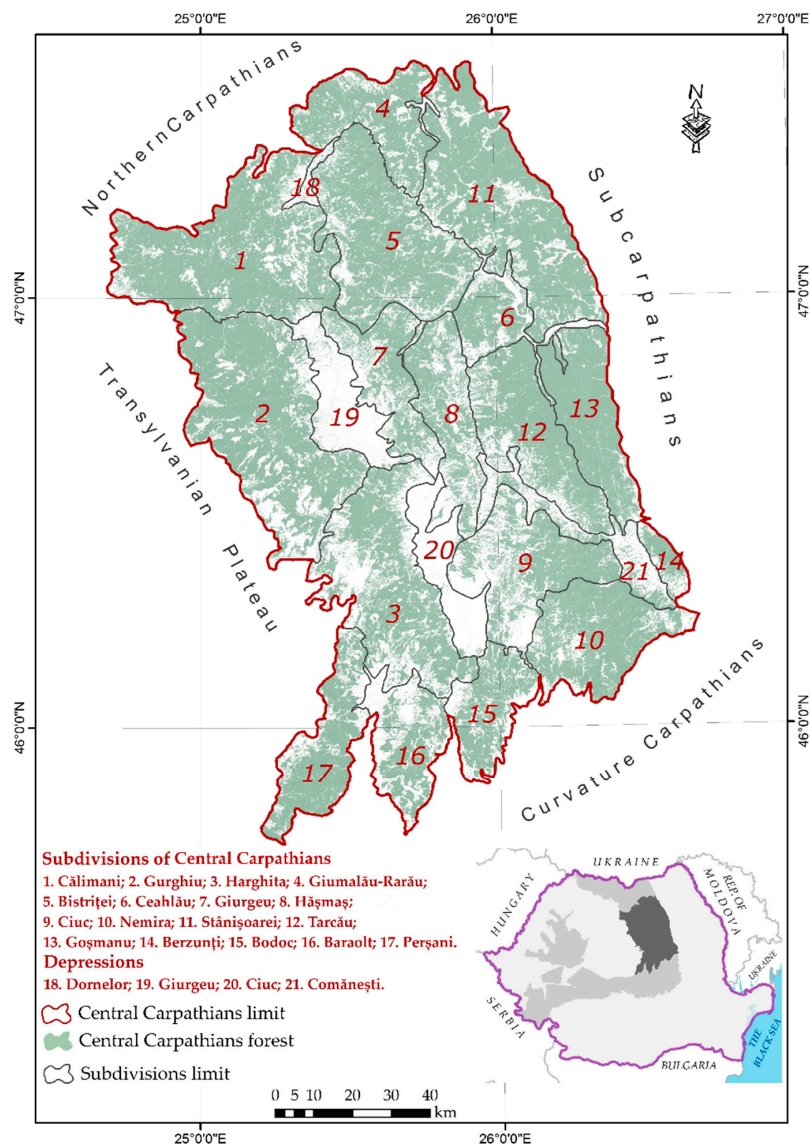 25°0'0"E 26°0'0"E 27°0'0"E
N
Northern Carpathians
Subcarpathians
Transylvanian Plateau
Curvature Carpathians
47°0'0"N 47°0'0"N
46°0'0"N 46°0'0"N
4
18
11
5
1
6
7
2
19
8
13
12
20
9
14
21
3
10
15
16
17
Subdivisions of Central Carpathians
1. Călimani; 2. Gurghiu; 3. Harghita; 4. Giumalău-Rarău;
5. Bistriței; 6. Ceahlău; 7. Giurgeu; 8. Hășmaș;
9. Ciuc; 10. Nemira; 11. Stânișoarei; 12. Tarcău;
13. Goșmanu; 14. Berzunți; 15. Bodoc; 16. Baraolt; 17. Perșani.
Depressions
18. Dornelor; 19. Giurgeu; 20. Ciuc; 21. Comănești.
Central Carpathians limit
Central Carpathians forest
Subdivisions limit
0 5 10 20 30 40
km
UKRAINE
HUNGARY
REP. OF MOLDOVA
UKRAINE
SERBIA
THE BLACK SEA
BULGARIA
25°0'0"E 26°0'0"E 27°0'0"E